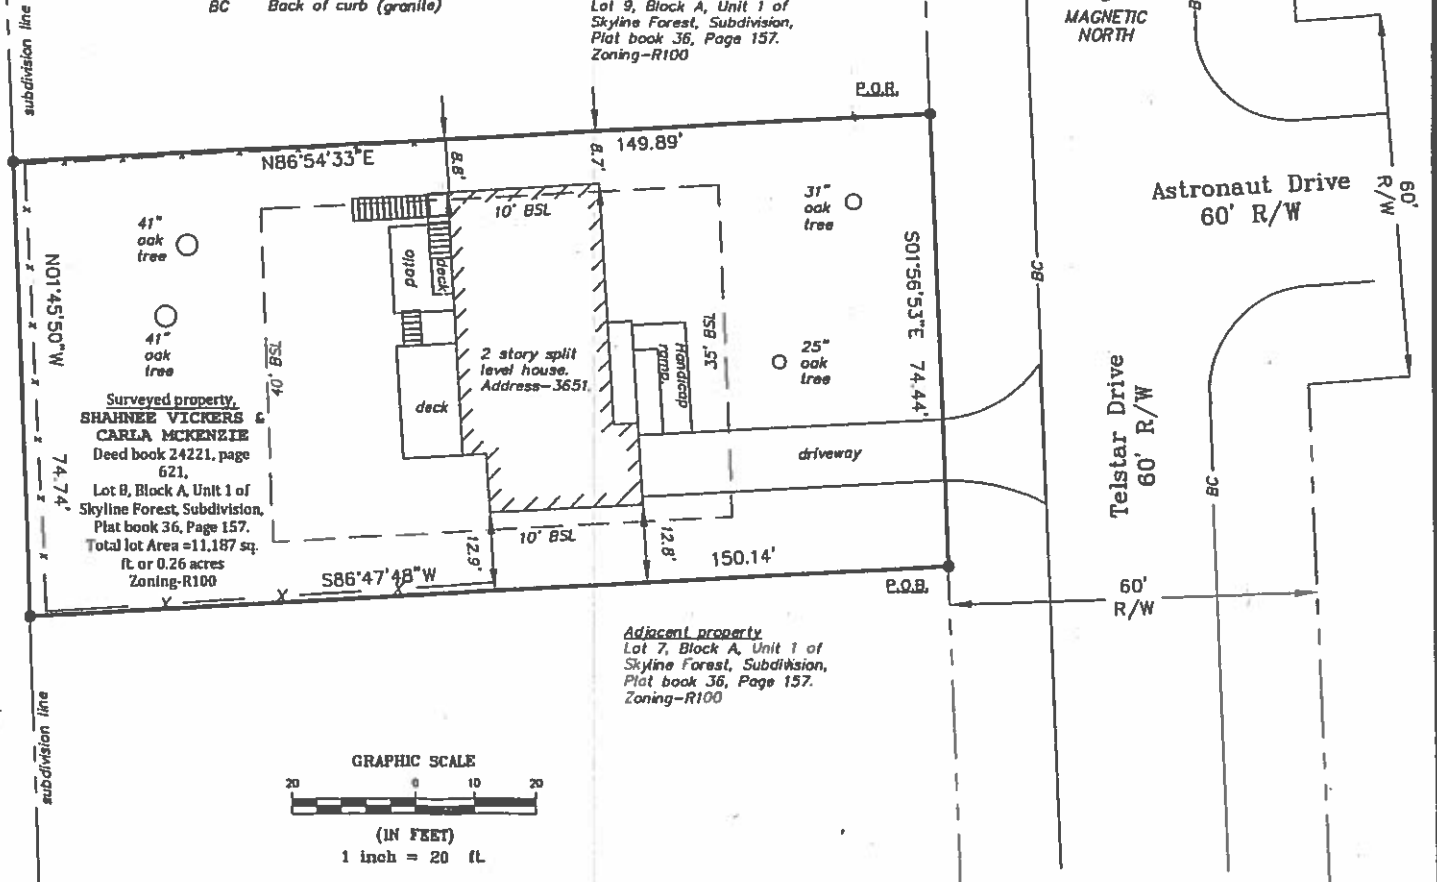 subdivision line
BC Back of curb (granite)
Lot 9, Block A, Unit 1 of
Skyline Forest, Subdivision,
Plat book 36, Page 157.
Zoning-R100
MAGNETIC
NORTH
P.O.R.
N86°54'33"E
149.89'
8.8'
8.7'
10' BSL
41"
oak
tree
41"
oak
tree
31"
oak
tree
25"
oak
tree
patio
deck
deck
2 story split
level house.
Address-3651.
Handicap
ramp.
35' BSL
40' BSL
N01°45'50"W
74.74'
S01°56'53"E 74.44'
BC
Astronaut Drive
60' R/W
60'
R/W
Surveyed property,
SHAHNEE VICKERS &
CARLA MCKENZIE
Deed book 24221, page
621,
Lot 8, Block A, Unit 1 of
Skyline Forest, Subdivision,
Plat book 36, Page 157.
Total lot Area =11,187 sq.
ft. or 0.26 acres
Zoning-R100
driveway
Telstar Drive
60' R/W
BC
10' BSL
12.9'
12.8'
S86°47'48"W
150.14'
P.O.B.
60'
R/W
Adjacent property
Lot 7, Block A, Unit 1 of
Skyline Forest, Subdivision,
Plat book 36, Page 157.
Zoning-R100
subdivision line
GRAPHIC SCALE
20 0 10 20
(IN FEET)
1 inch = 20 ft.